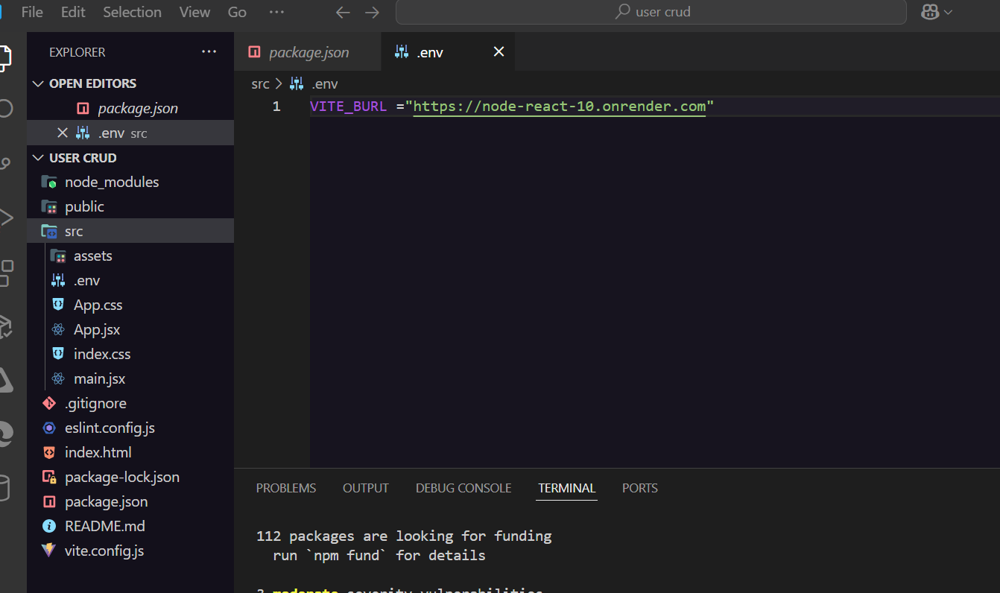 File Edit Selection View Go ··· user crud
EXPLORER ···
OPEN EDITORS
package.json
.env src
USER CRUD
node_modules
public
src
assets
.env
App.css
App.jsx
index.css
main.jsx
.gitignore
eslint.config.js
index.html
package-lock.json
package.json
README.md
vite.config.js
package.json .env
src > .env
1 VITE_BURL ="https://node-react-10.onrender.com"
PROBLEMS OUTPUT DEBUG CONSOLE TERMINAL PORTS
112 packages are looking for funding
run `npm fund` for details
moderate severity vulnerabilities